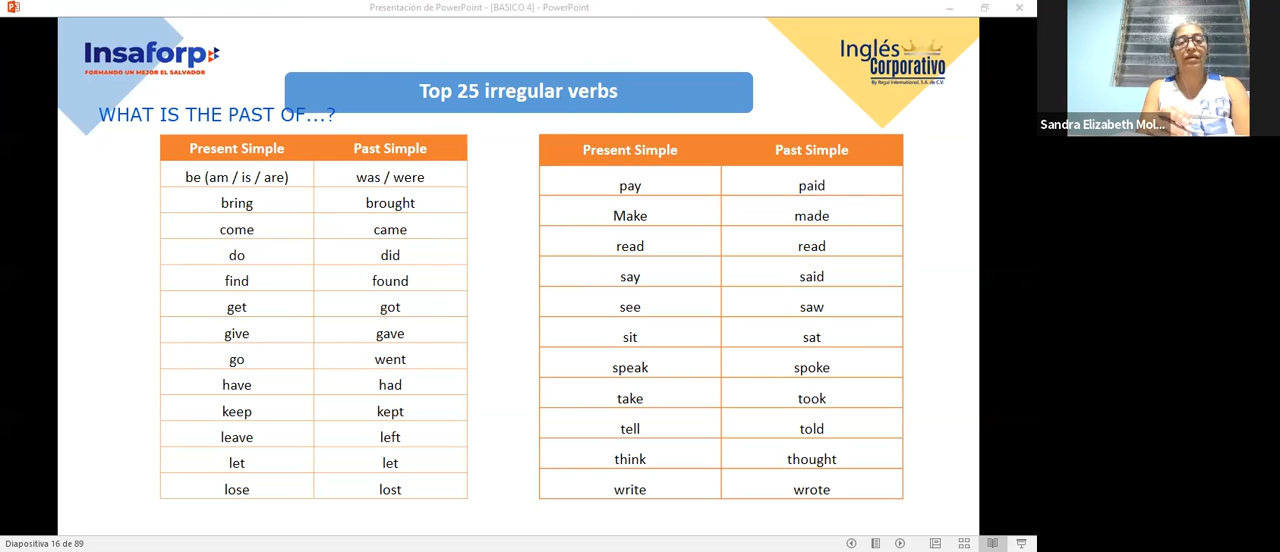 Presentación de PowerPoint - [BASICO 4] - PowerPoint
Insaforp
FORMANDO UN MEJOR EL SALVADOR
Inglés
Corporativo
By Regal International, S.A. de C.V.
Top 25 irregular verbs
WHAT IS THE PAST OF...?
Present Simple Past Simple
be (am / is / are) was / were
bring brought
come came
do did
find found
get got
give gave
go went
have had
keep kept
leave left
let let
lose lost
Present Simple Past Simple
pay paid
Make made
read read
say said
see saw
sit sat
speak spoke
take took
tell told
think thought
write wrote
Sandra Elizabeth Mol...
Diapositiva 16 de 89